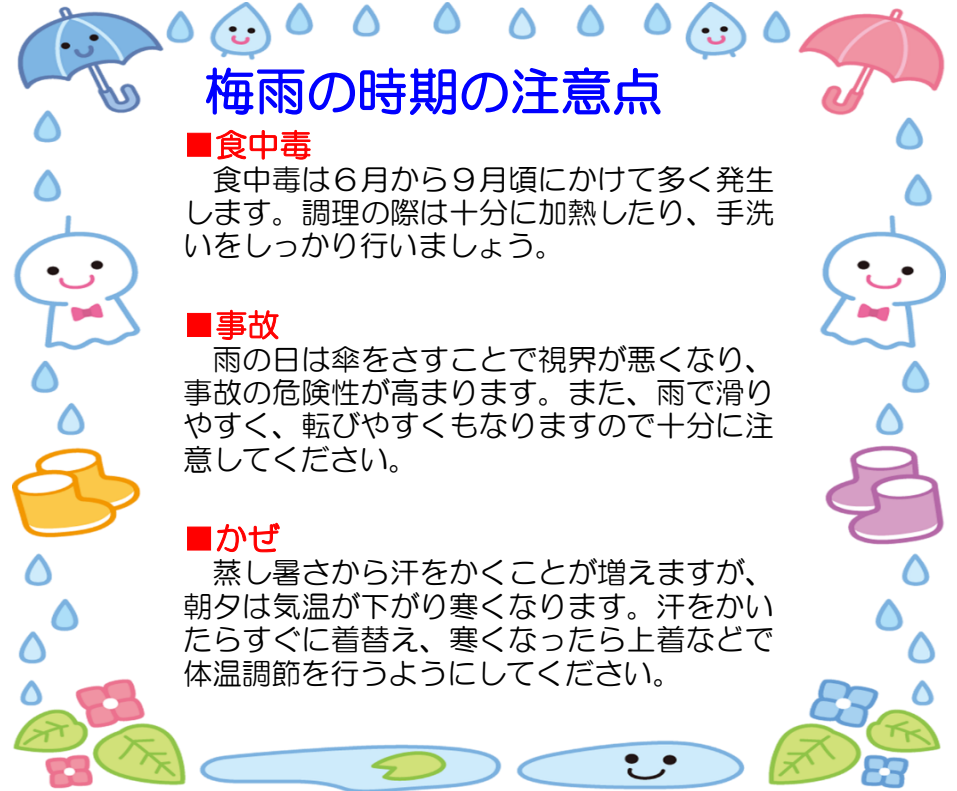 梅雨の時期の注意点
■食中毒
　食中毒は６月から９月頃にかけて多く発生
します。調理の際は十分に加熱したり、手洗
いをしっかり行いましょう。
■事故
　雨の日は傘をさすことで視界が悪くなり、
事故の危険性が高まります。また、雨で滑り
やすく、転びやすくもなりますので十分に注
意してください。
■かぜ
　蒸し暑さから汗をかくことが増えますが、
朝夕は気温が下がり寒くなります。汗をかい
たらすぐに着替え、寒くなったら上着などで
体温調節を行うようにしてください。